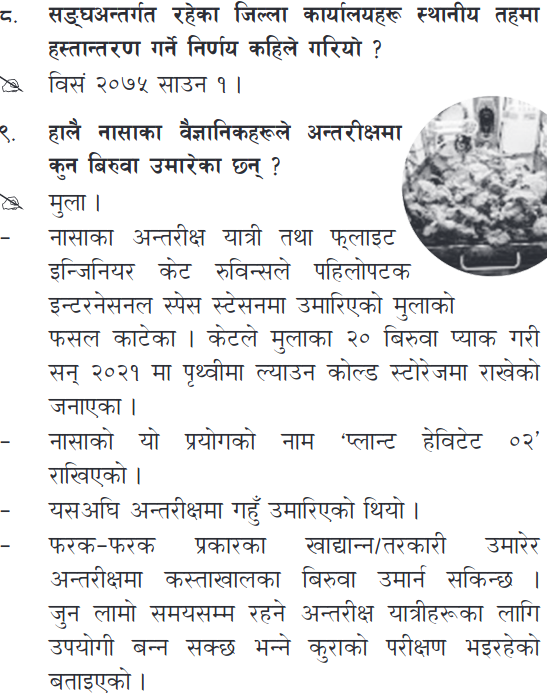 ८. सङ्घअन्तर्गत रहेका जिल्ला कार्यालयहरू स्थानीय तहमा
हस्तान्तरण गर्ने निर्णय कहिले गरियो ?
विसं २०७५ साउन १ ।
९. हालै नासाका वैज्ञानिकहरूले अन्तरीक्षमा
कुन बिरुवा उमारेका छन् ?
मुला ।
- नासाका अन्तरीक्ष यात्री तथा फ्लाइट
इन्जिनियर केट रुविन्सले पहिलोपटक
इन्टरनेसनल स्पेस स्टेसनमा उमारिएको मुलाको
फसल काटेका । केटले मुलाका २० बिरुवा प्याक गरी
सन् २०२१ मा पृथ्वीमा ल्याउन कोल्ड स्टोरेजमा राखेको
जनाएका ।
- नासाको यो प्रयोगको नाम ‘प्लान्ट हेविटेट ०२’
राखिएको ।
- यसअघि अन्तरीक्षमा गहुँ उमारिएको थियो ।
- फरक-फरक प्रकारका खाद्यान्न/तरकारी उमारेर
अन्तरीक्षमा कस्ताखालका बिरुवा उमार्न सकिन्छ ।
जुन लामो समयसम्म रहने अन्तरीक्ष यात्रीहरूका लागि
उपयोगी बन्न सक्छ भन्ने कुराको परीक्षण भइरहेको
बताइएको ।